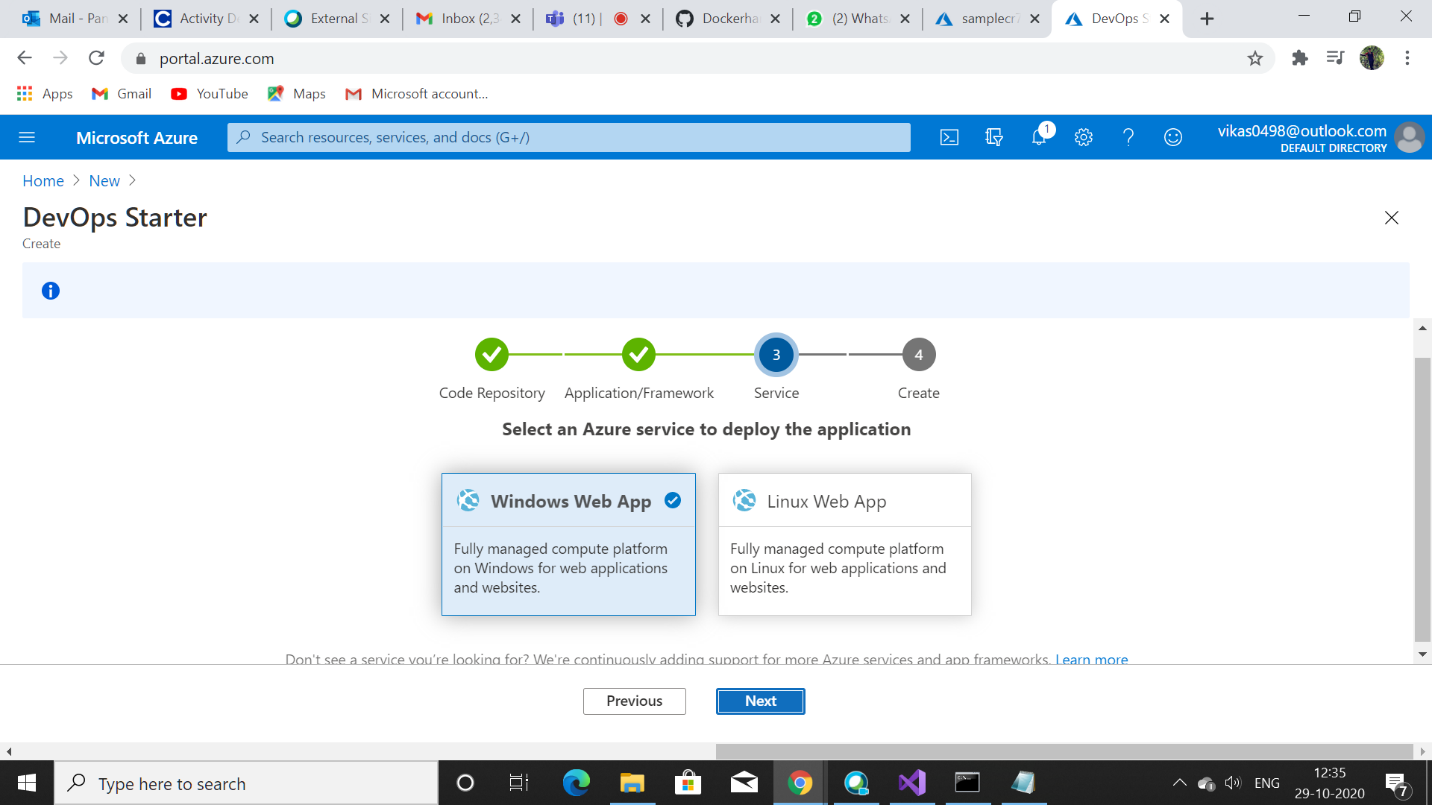 Mail - Pan
Activity De
External S
Inbox (2,3
(11) |
Dockerha
(2) Whats
samplecr7
DevOps S
portal.azure.com
Apps
Gmail
YouTube
Maps
Microsoft account...
Microsoft Azure
Search resources, services, and docs (G+/)
1
vikas0498@outlook.com
DEFAULT DIRECTORY
Home > New >
DevOps Starter
Create
3
4
Code Repository
Application/Framework
Service
Create
Select an Azure service to deploy the application
Windows Web App
Fully managed compute platform
on Windows for web applications
and websites.
Linux Web App
Fully managed compute platform
on Linux for web applications and
websites.
Don't see a service you're looking for? We're continuously adding support for more Azure services and app frameworks. Learn more
Previous
Next
Type here to search
ENG
12:35
29-10-2020
7